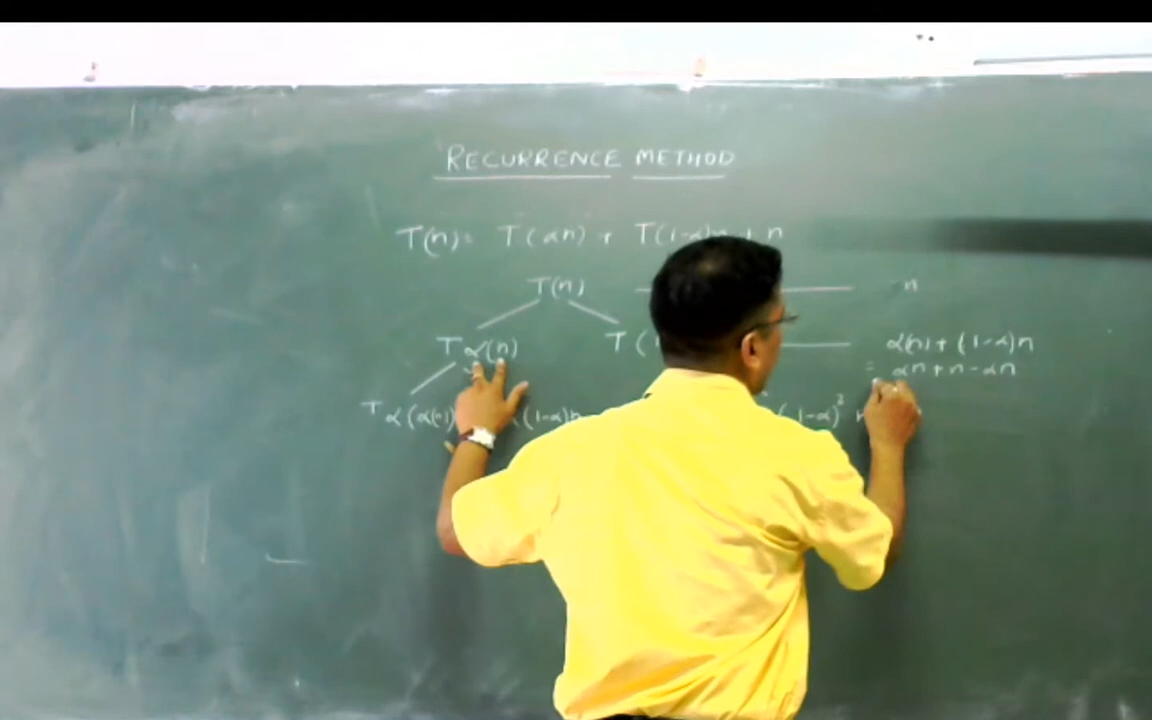 RECURRENCE METHOD
T(n) = T(αn) + T(1-α)n + n
T(n) n
T α(n) T ( α(n) + (1-α)n
= αn + n - αn
T α(α(n) (1-α)n (1-α)²